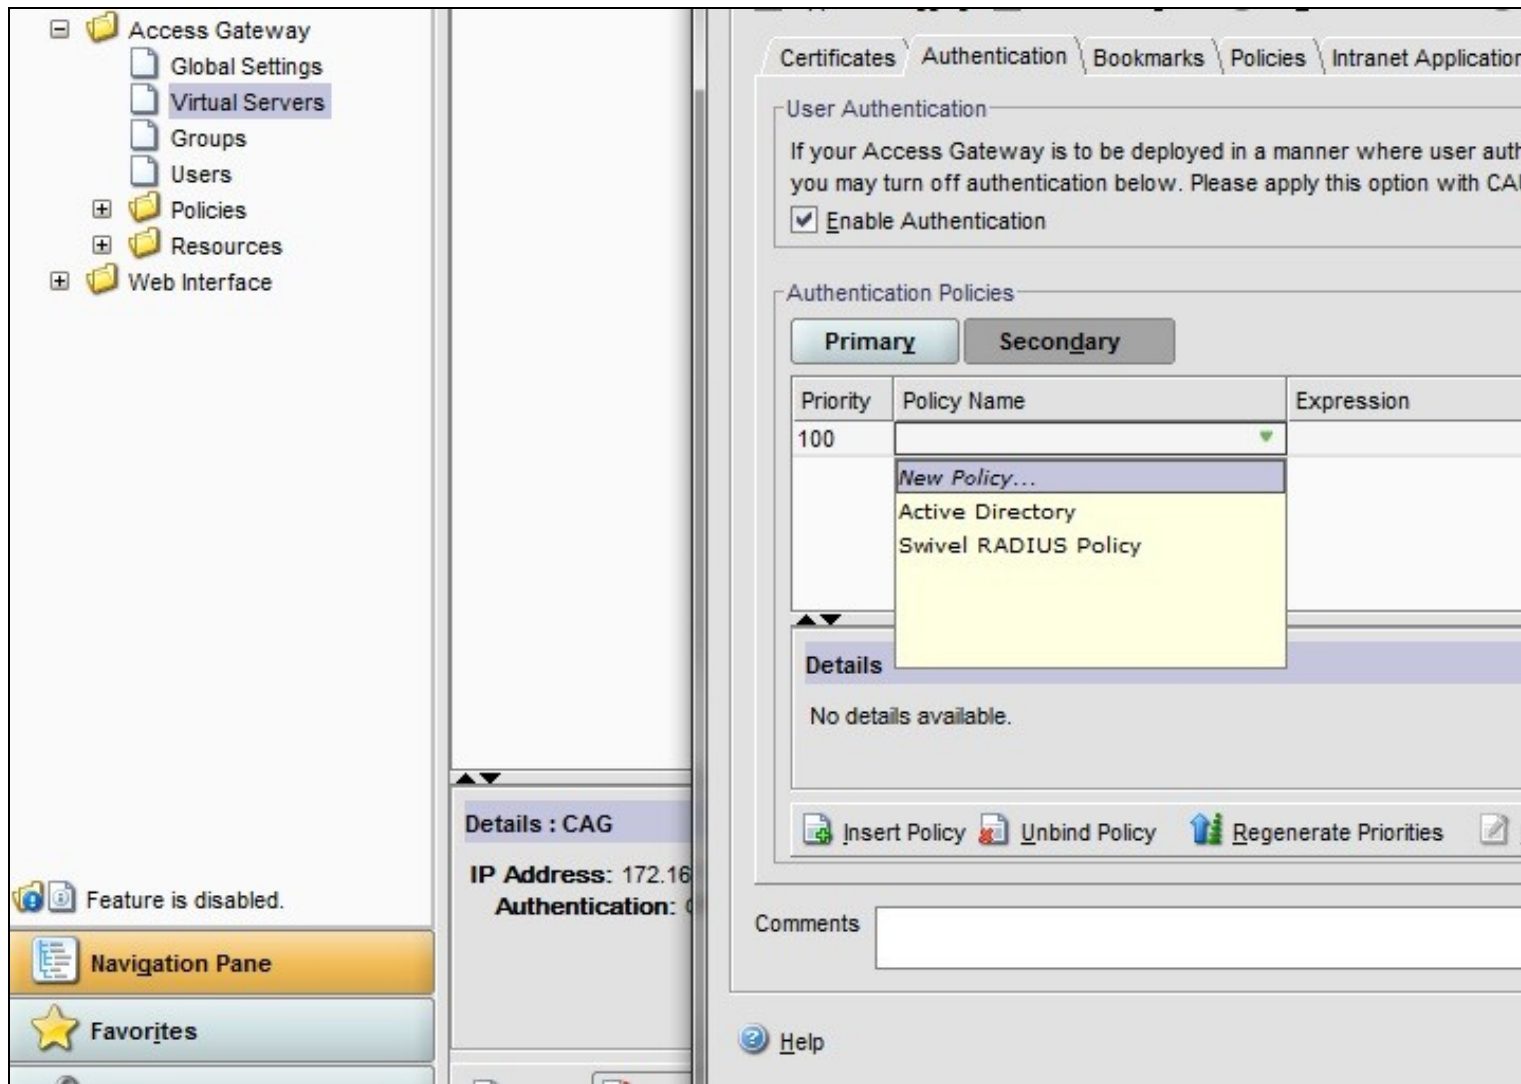 Access Gateway
Global Settings
Virtual Servers
Groups
Users
Policies
Resources
Web Interface
Feature is disabled.
Navigation Pane
Favorites
Details : CAG
IP Address: 172.16
Authentication:
Certificates Authentication Bookmarks Policies Intranet Application
User Authentication
If your Access Gateway is to be deployed in a manner where user auth
you may turn off authentication below. Please apply this option with CAU
Enable Authentication
Authentication Policies
Primary Secondary
Priority Policy Name Expression
100
New Policy...
Active Directory
Swivel RADIUS Policy
Details
No details available.
Insert Policy Unbind Policy Regenerate Priorities
Comments
Help